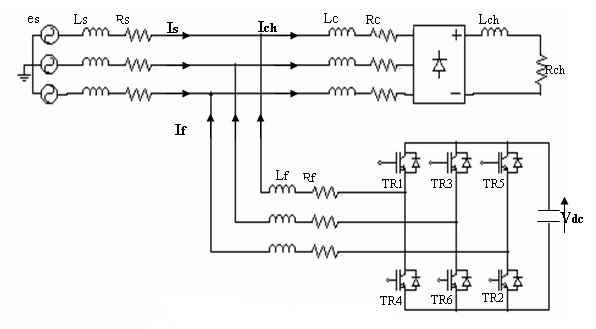 es Ls Rs Is Ich Lc Rc Lch
+
Rch
−
If
Lf Rf
TR1 TR3 TR5
Vdc
TR4 TR6 TR2